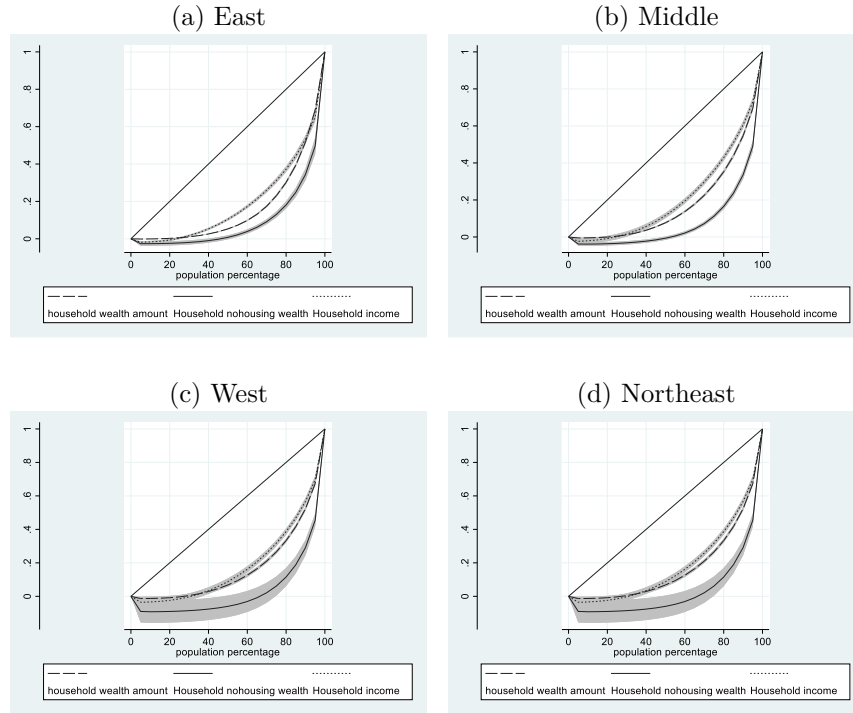 (a) East
1
.8
.6
.4
.2
0
0 20 40 60 80 100
population percentage
household wealth amount Household nohousing wealth Household income
(b) Middle
1
.8
.6
.4
.2
0
0 20 40 60 80 100
population percentage
household wealth amount Household nohousing wealth Household income
(c) West
1
.8
.6
.4
.2
0
0 20 40 60 80 100
population percentage
household wealth amount Household nohousing wealth Household income
(d) Northeast
1
.8
.6
.4
.2
0
0 20 40 60 80 100
population percentage
household wealth amount Household nohousing wealth Household income